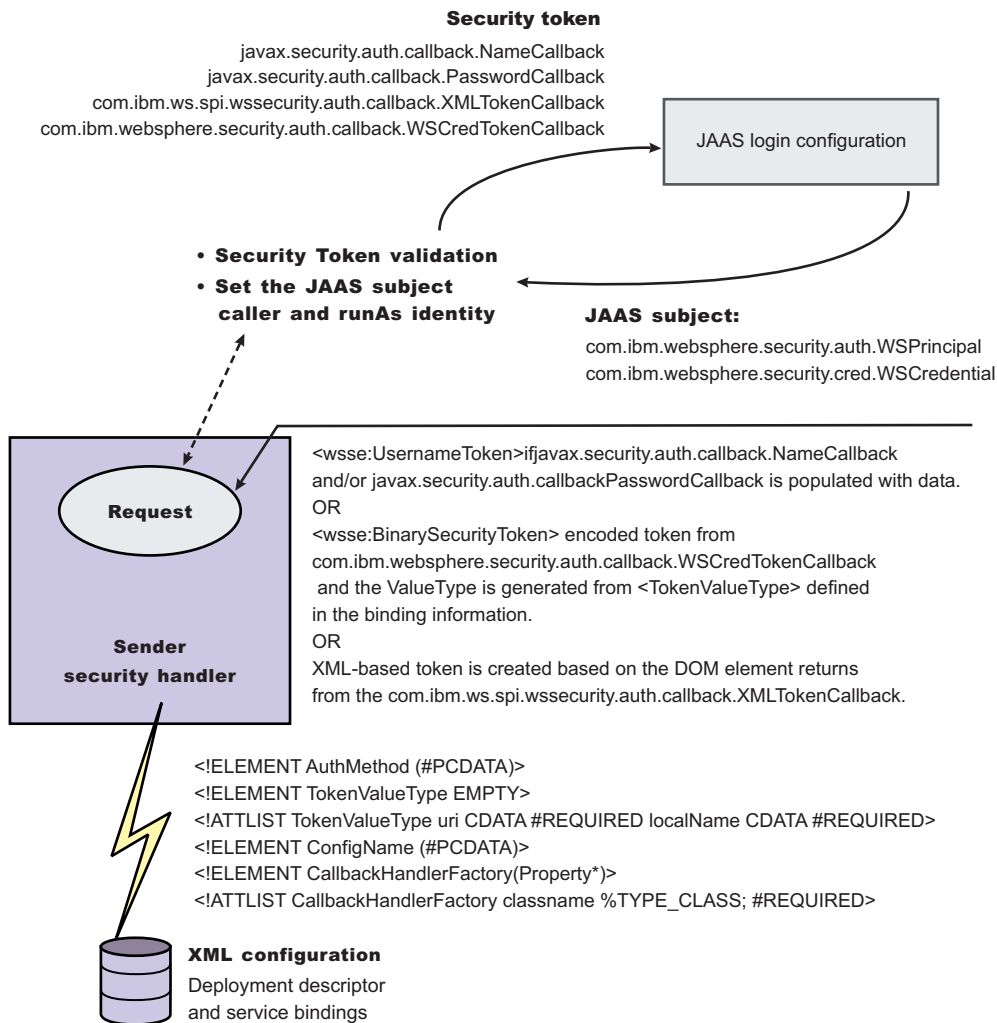 Security token
javax.security.auth.callback.NameCallback
javax.security.auth.callback.PasswordCallback
com.ibm.ws.spi.wssecurity.auth.callback.XMLTokenCallback
com.ibm.websphere.security.auth.callback.WSCredTokenCallback
JAAS login configuration
• Security Token validation
• Set the JAAS subject
caller and runAs identity
JAAS subject:
com.ibm.websphere.security.auth.WSPrincipal
com.ibm.websphere.security.cred.WSCredential
Request
Sender
security handler
<wsse:UsernameToken>ifjavax.security.auth.callback.NameCallback
and/or javax.security.auth.callbackPasswordCallback is populated with data.
OR
<wsse:BinarySecurityToken> encoded token from
com.ibm.websphere.security.auth.callback.WSCredTokenCallback
and the ValueType is generated from <TokenValueType> defined
in the binding information.
OR
XML-based token is created based on the DOM element returns
from the com.ibm.ws.spi.wssecurity.auth.callback.XMLTokenCallback.
<!ELEMENT AuthMethod (#PCDATA)>
<!ELEMENT TokenValueType EMPTY>
<!ATTLIST TokenValueType uri CDATA #REQUIRED localName CDATA #REQUIRED>
<!ELEMENT ConfigName (#PCDATA)>
<!ELEMENT CallbackHandlerFactory(Property*)>
<!ATTLIST CallbackHandlerFactory classname %TYPE_CLASS; #REQUIRED>
XML configuration
Deployment descriptor
and service bindings